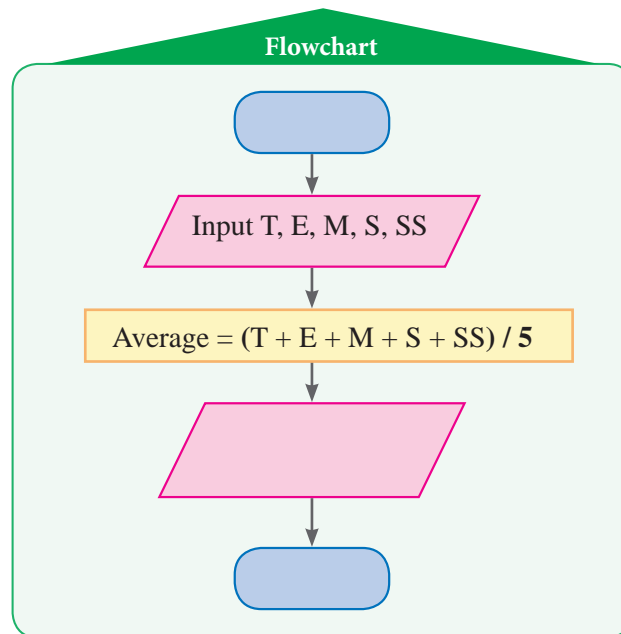 Flowchart
Input T, E, M, S, SS
Average = (T + E + M + S + SS) / 5